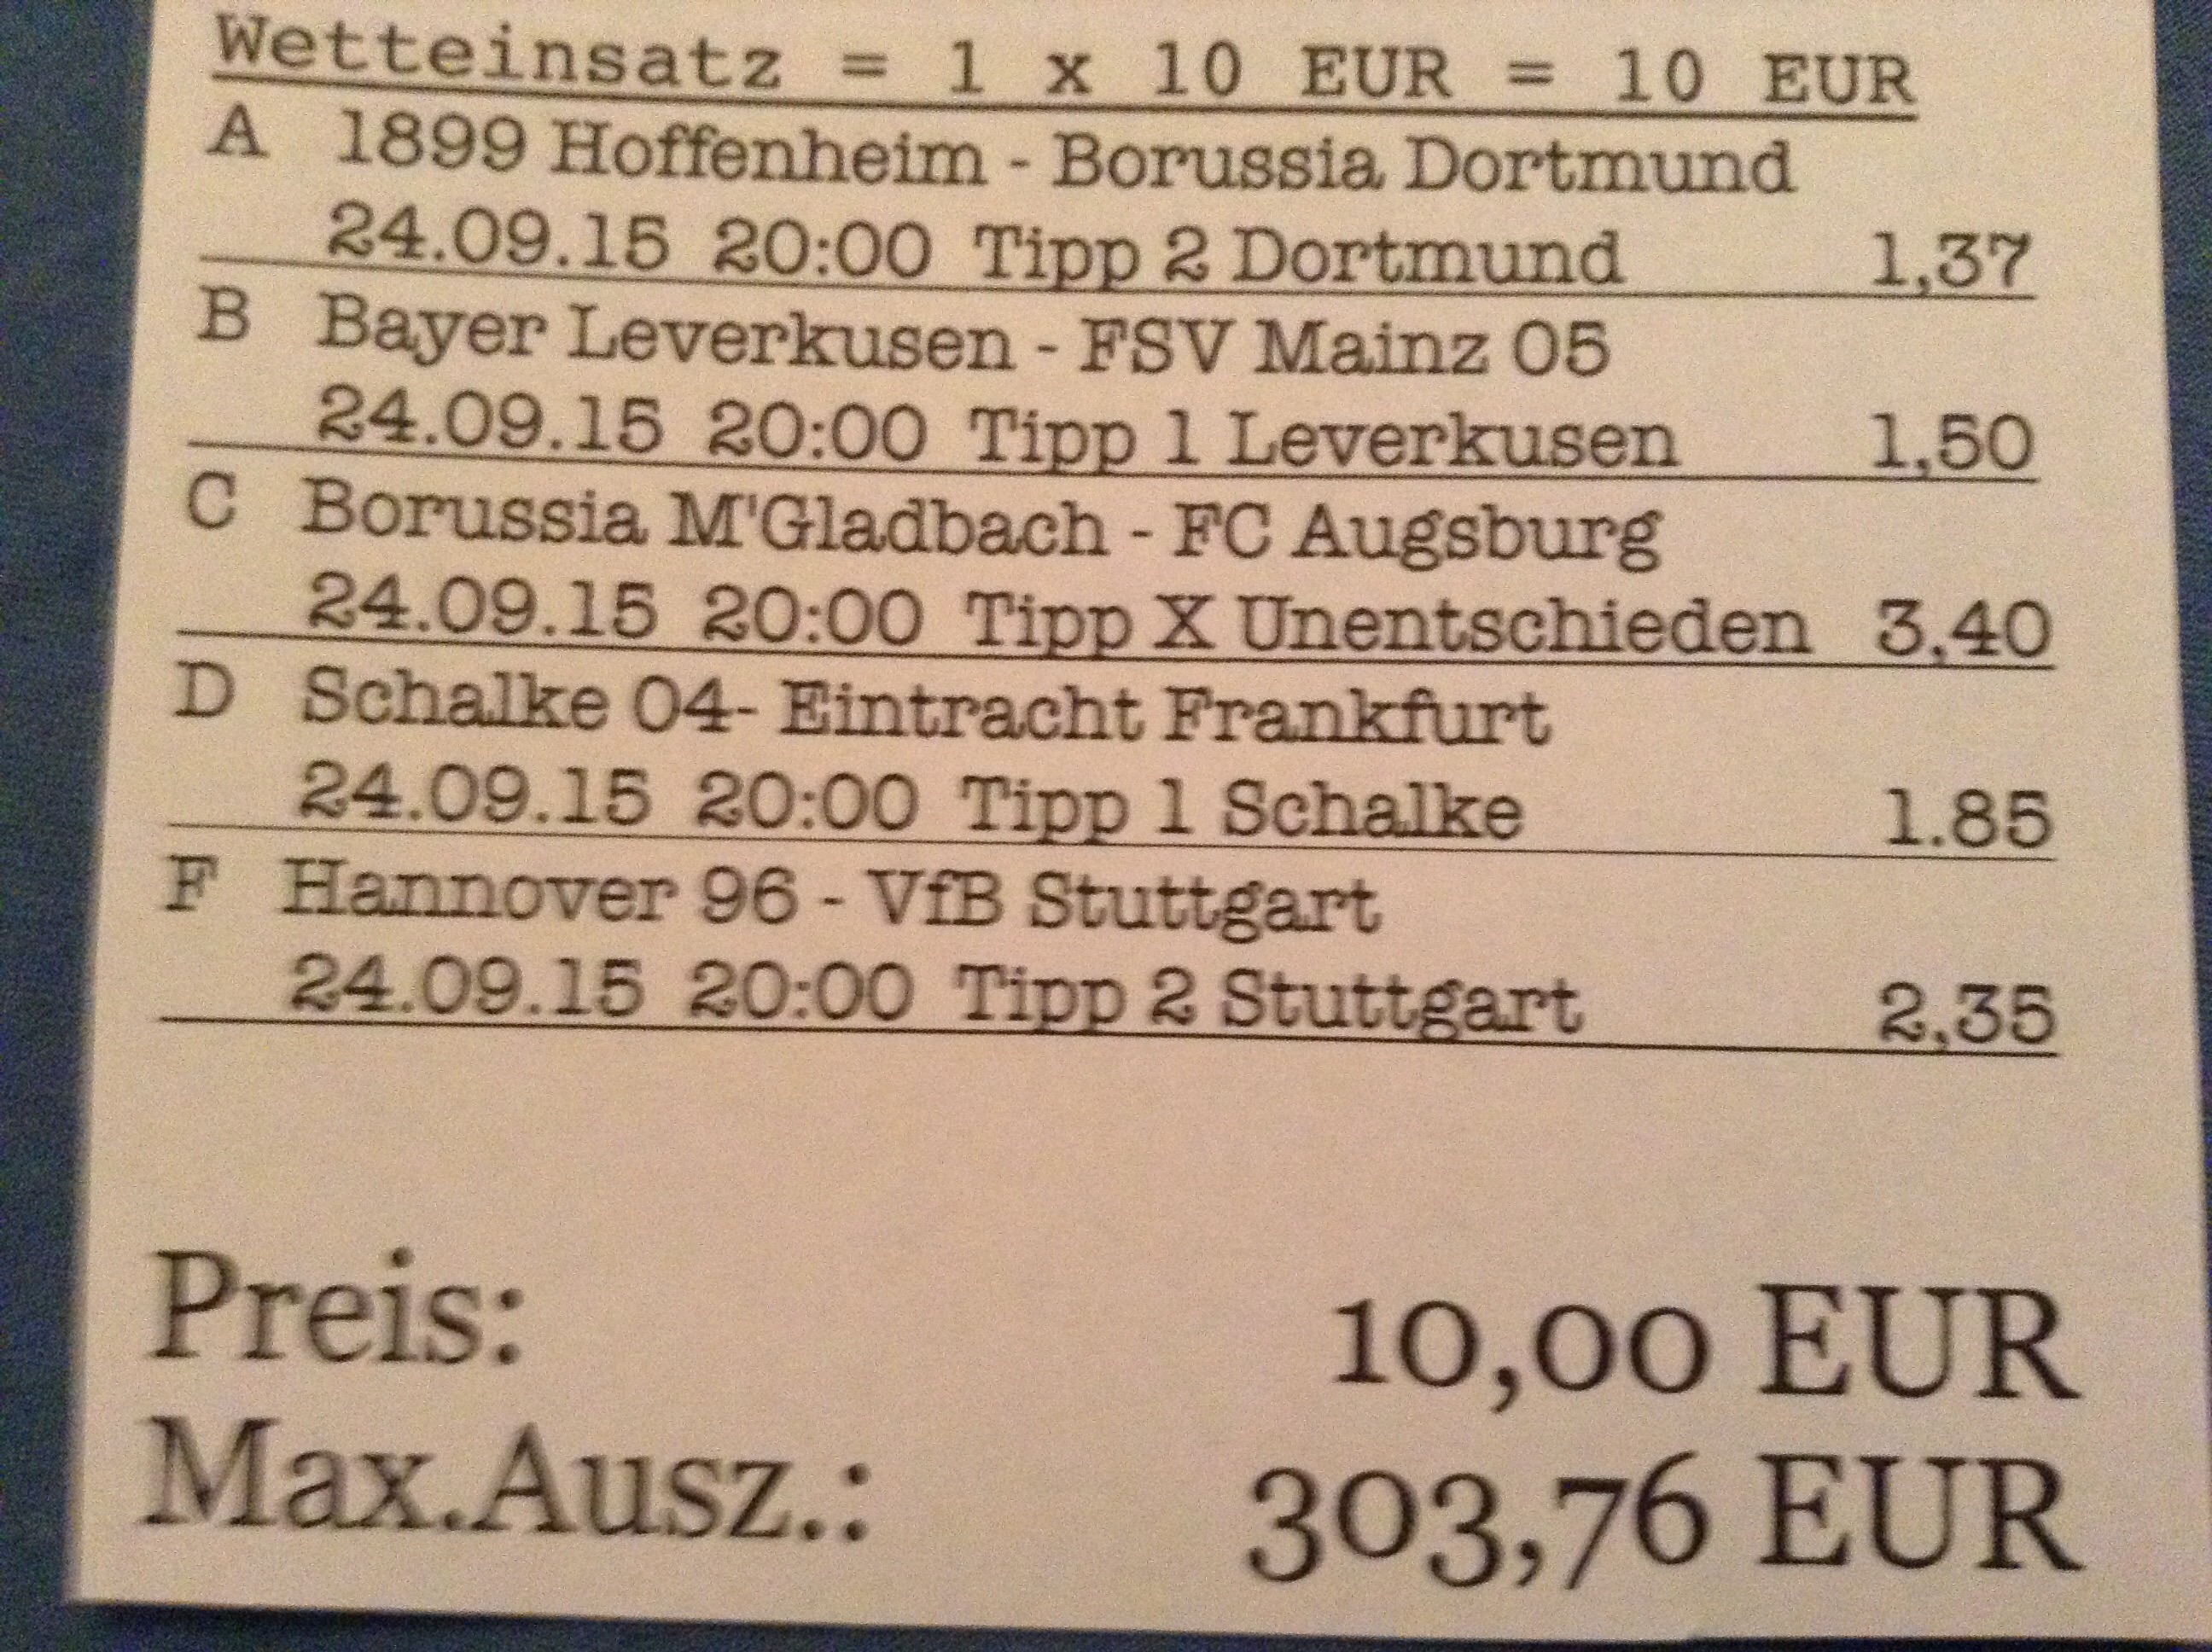 Wetteinsatz = 1 x 10 EUR = 10 EUR
A 1899 Hoffenheim - Borussia Dortmund
24.09.15 20:00 Tipp 2 Dortmund 1,37
B Bayer Leverkusen - FSV Mainz 05
24.09.15 20:00 Tipp 1 Leverkusen 1,50
C Borussia M'Gladbach - FC Augsburg
24.09.15 20:00 Tipp X Unentschieden 3,40
D Schalke 04- Eintracht Frankfurt
24.09.15 20:00 Tipp 1 Schalke 1.85
F Hannover 96 - VfB Stuttgart
24.09.15 20:00 Tipp 2 Stuttgart 2,35
Preis: 10,00 EUR
Max.Ausz.: 303,76 EUR